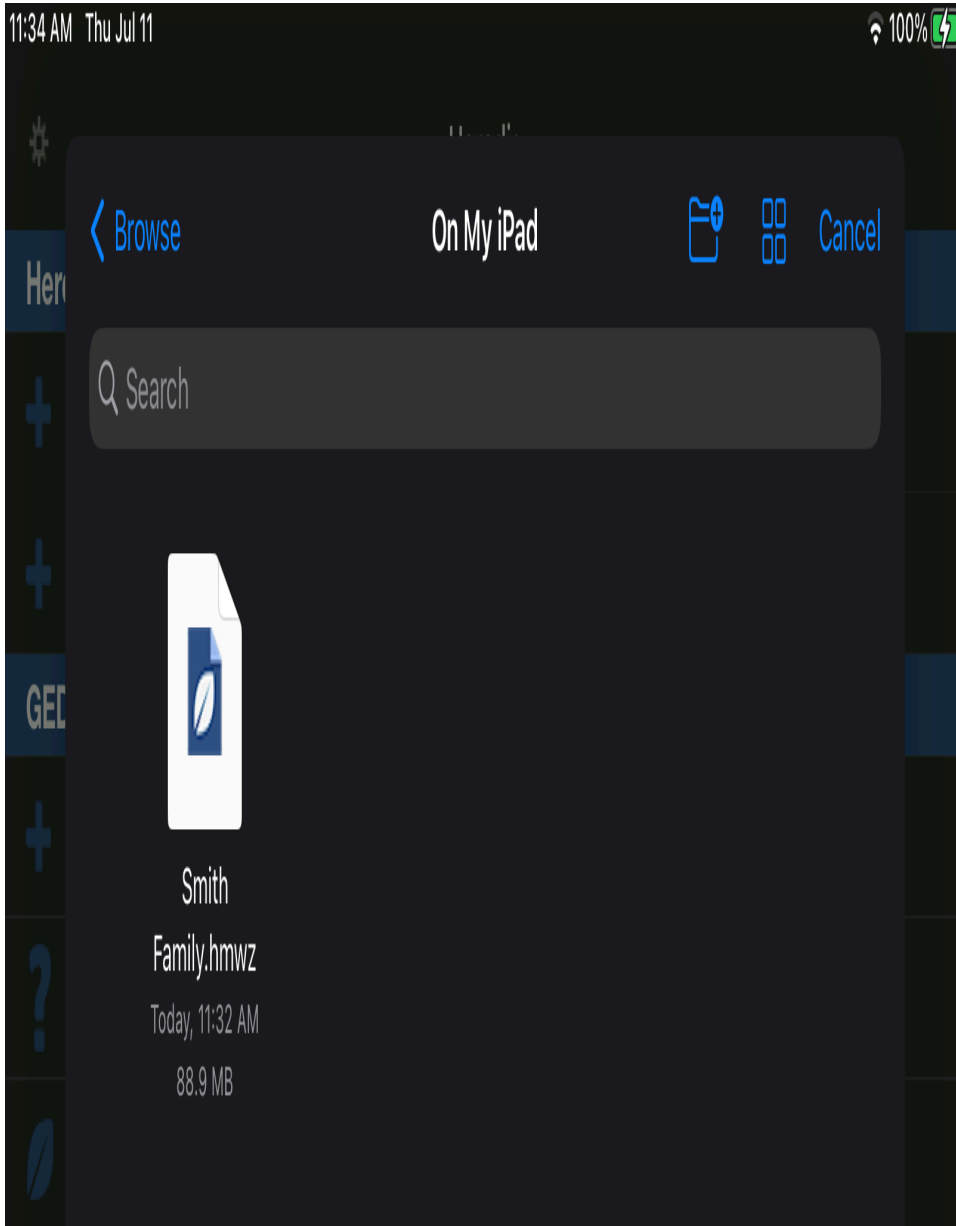 11:34 AM Thu Jul 11
100%
Browse
On My iPad
Cancel
Search
Smith
Family.hmwz
Today, 11:32 AM
88.9 MB